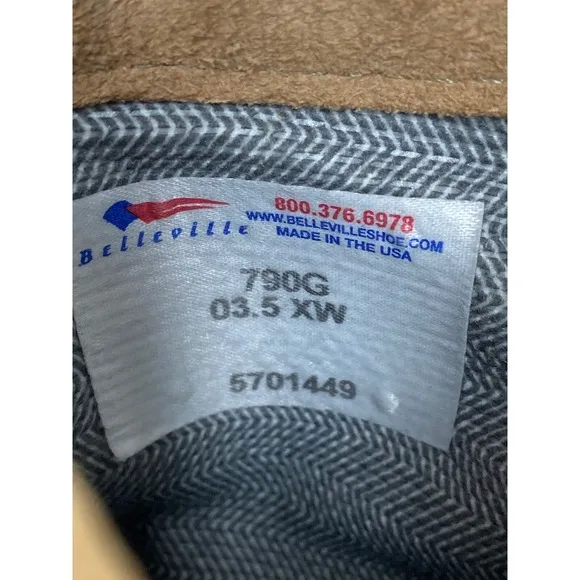 Belleville
800.376.6978
WWW.BELLEVILLESHOE.COM
MADE IN THE USA
790G
03.5 XW
5701449